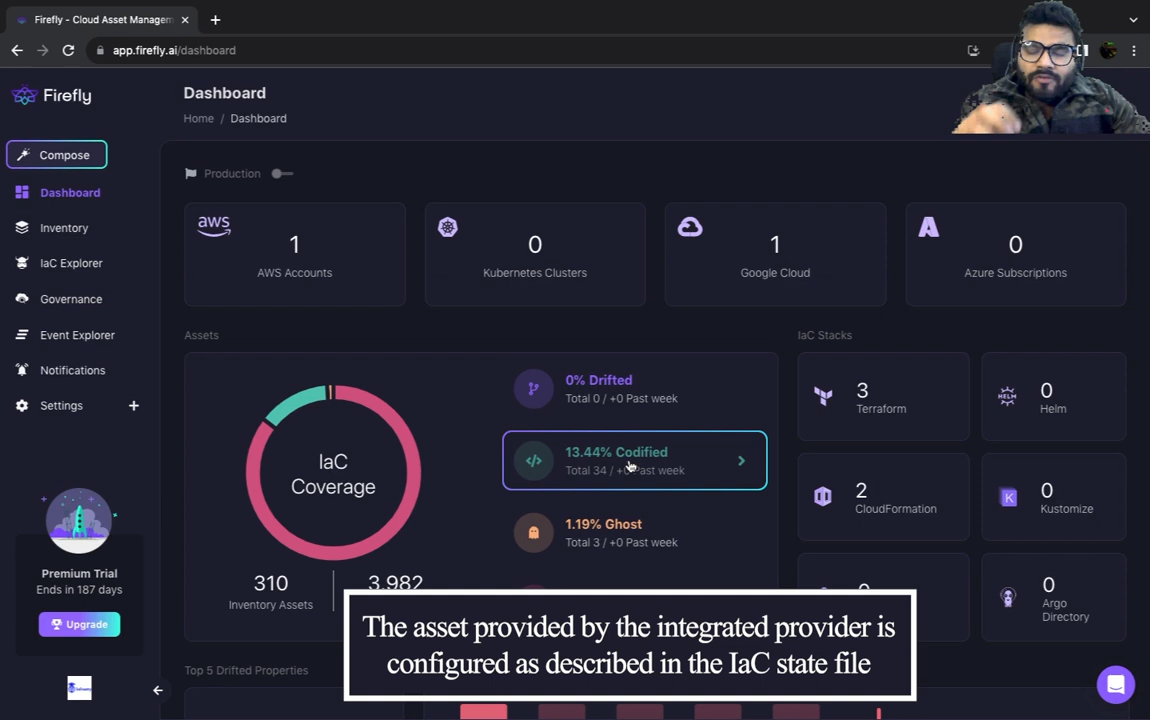 Firefly - Cloud Asset Managem
app.firefly.ai/dashboard
Firefly
Dashboard
Home / Dashboard
Compose
Dashboard
Inventory
IaC Explorer
Governance
Event Explorer
Notifications
Settings
Production
aws
1
AWS Accounts
0
Kubernetes Clusters
1
Google Cloud
0
Azure Subscriptions
Assets
IaC
Coverage
0% Drifted
Total 0 / +0 Past week
13.44% Codified
Total 34 / +0 Past week
1.19% Ghost
Total 3 / +0 Past week
310
Inventory Assets
3,982
IaC Stacks
3
Terraform
0
Helm
HELM
2
CloudFormation
0
Kustomize
K
0
Argo
Directory
Premium Trial
Ends in 187 days
Upgrade
Top 5 Drifted Properties
The asset provided by the integrated provider is
configured as described in the IaC state file